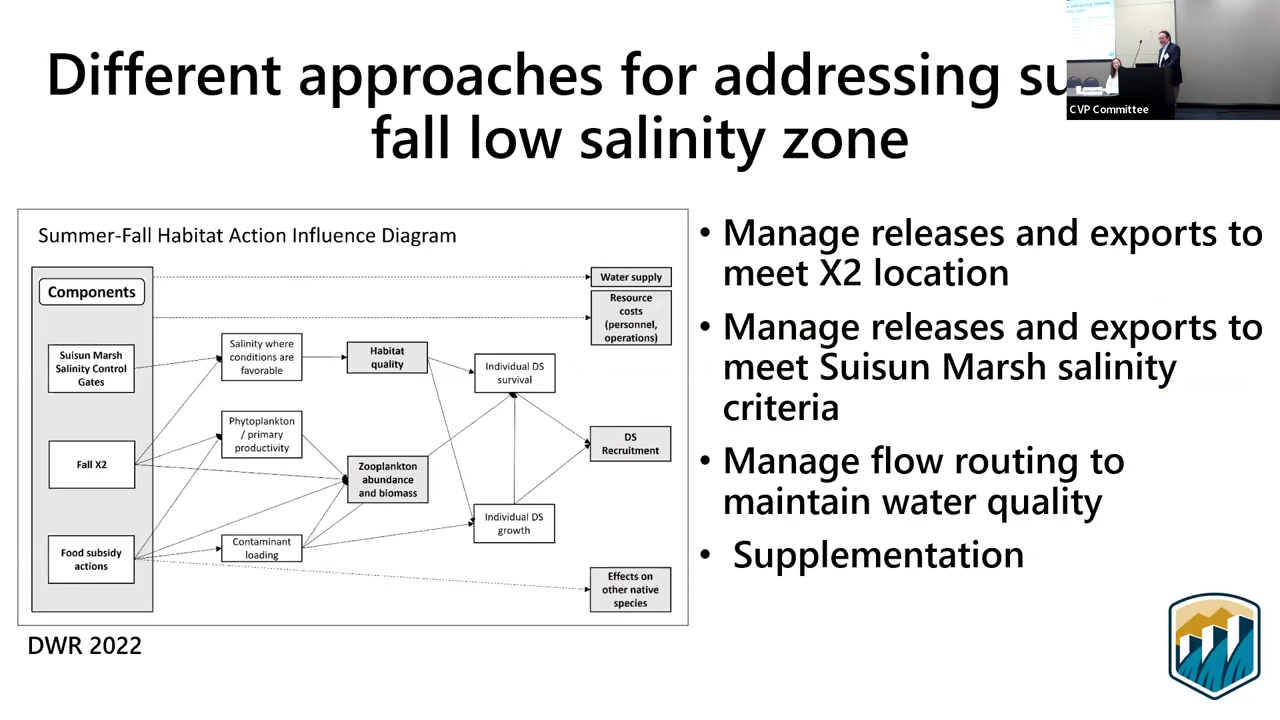 Different approaches for addressing su
fall low salinity zone
CVP Committee
Summer-Fall Habitat Action Influence Diagram
Components
Suisun Marsh
Salinity Control
Gates
Fall X2
Food subsidy
actions
Salinity where
conditions are
favorable
Phytoplankton
/ primary
productivity
Contaminant
loading
Habitat
quality
Zooplankton
abundance
and biomass
Individual DS
survival
Individual DS
growth
Water supply
Resource
costs
(personnel,
operations)
DS
Recruitment
Effects on
other native
species
DWR 2022
• Manage releases and exports to
meet X2 location
• Manage releases and exports to
meet Suisun Marsh salinity
criteria
• Manage flow routing to
maintain water quality
• Supplementation